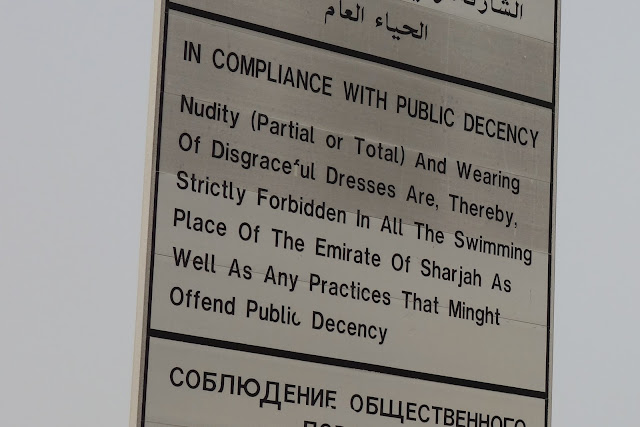 الشارقة
الحياء العام
IN COMPLIANCE WITH PUBLIC DECENCY
Nudity (Partial or Total) And Wearing
Of Disgraceful Dresses Are, Thereby,
Strictly Forbidden In All The Swimming
Place Of The Emirate Of Sharjah As
Well As Any Practices That Minght
Offend Public Decency
СОБЛЮДЕНИЕ ОБЩЕСТВЕННОГО